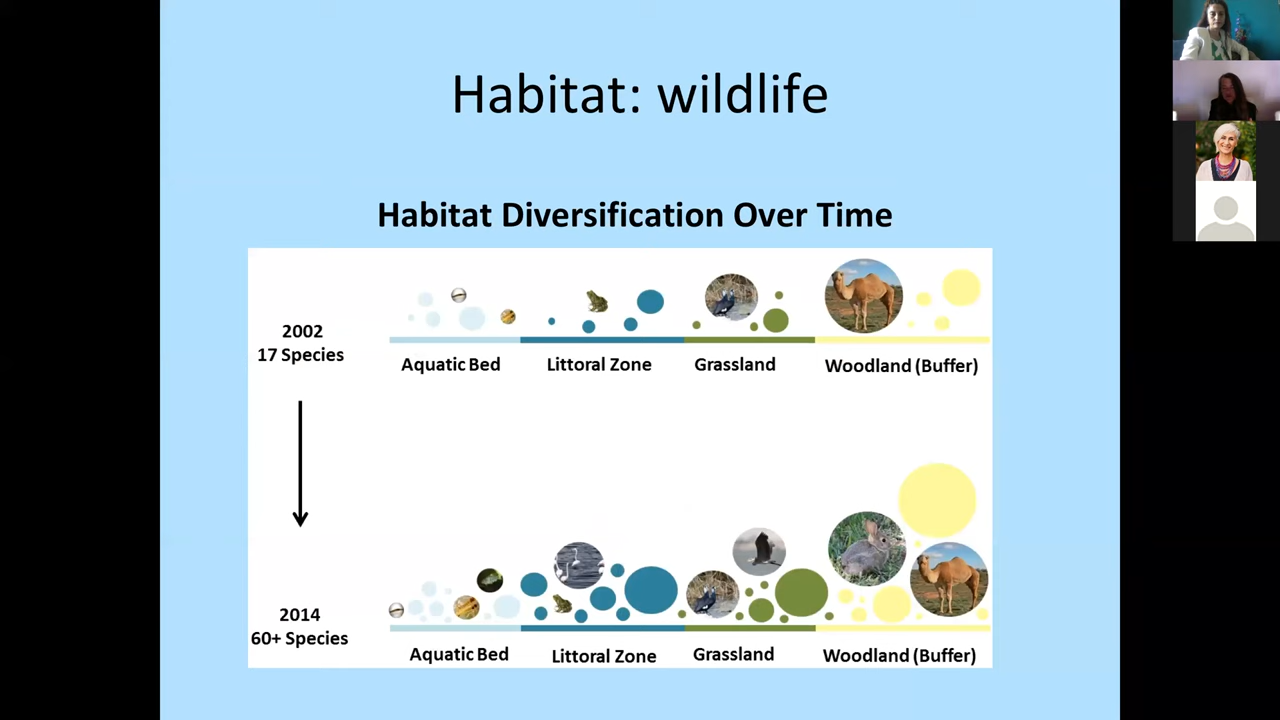 Habitat: wildlife
Habitat Diversification Over Time
2002
17 Species
Aquatic Bed
Littoral Zone
Grassland
Woodland (Buffer)
2014
60+ Species
Aquatic Bed
Littoral Zone
Grassland
Woodland (Buffer)